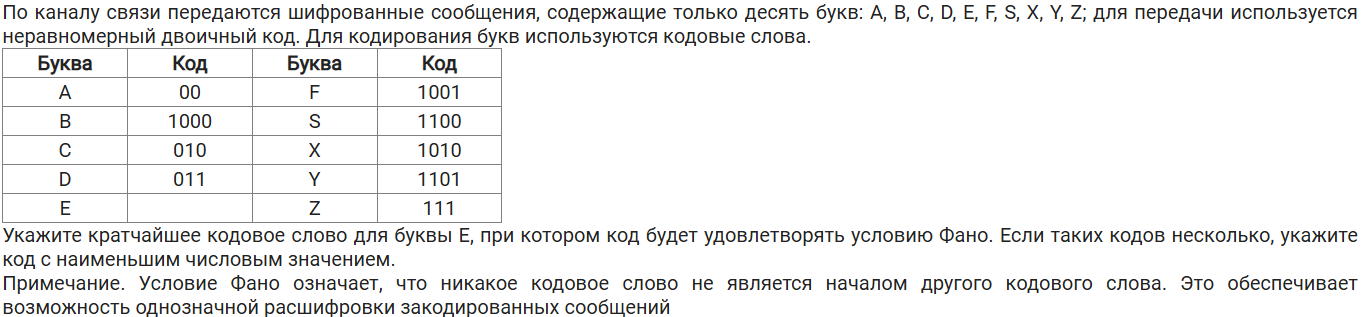 По каналу связи передаются шифрованные сообщения, содержащие только десять букв: A, B, C, D, E, F, S, X, Y, Z; для передачи используется
неравномерный двоичный код. Для кодирования букв используются кодовые слова.
Буква Код Буква Код
A 00 F 1001
B 1000 S 1100
C 010 X 1010
D 011 Y 1101
E Z 111
Укажите кратчайшее кодовое слово для буквы E, при котором код будет удовлетворять условию Фано. Если таких кодов несколько, укажите
код с наименьшим числовым значением.
Примечание. Условие Фано означает, что никакое кодовое слово не является началом другого кодового слова. Это обеспечивает
возможность однозначной расшифровки закодированных сообщений